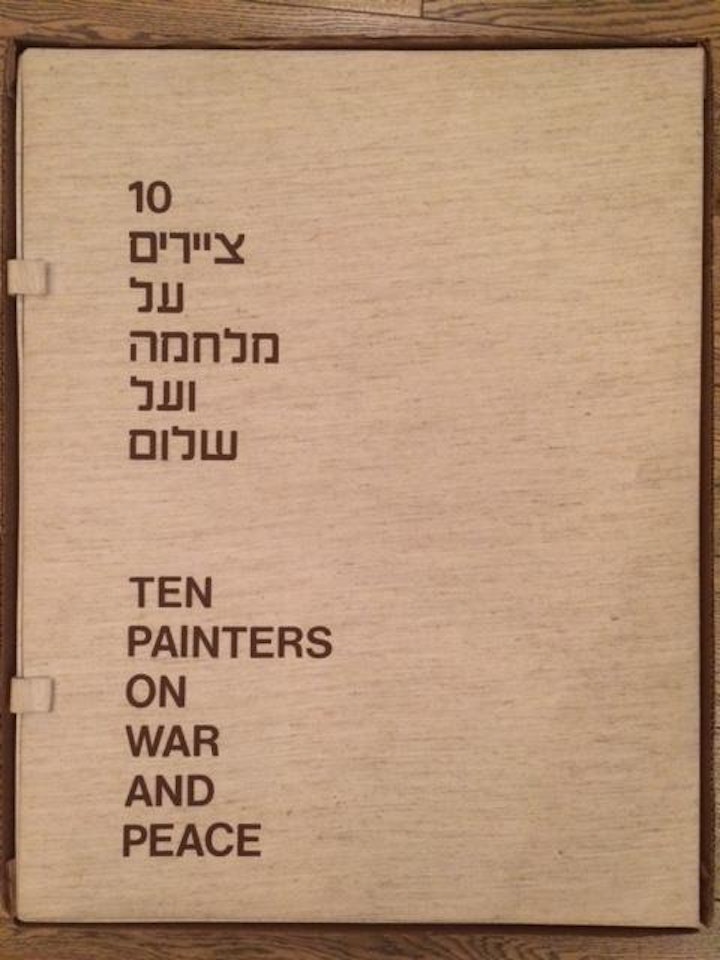 10
ציירים
על
מלחמה
ועל
שלום
TEN
PAINTERS
ON
WAR
AND
PEACE